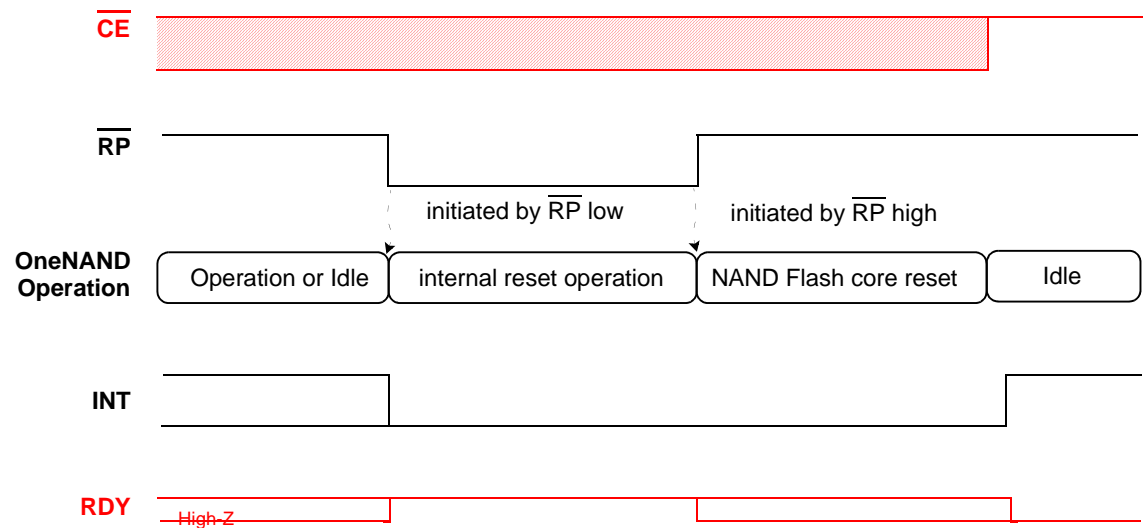 CE
RP
initiated by RP low
initiated by RP high
OneNAND
Operation
Operation or Idle
internal reset operation
NAND Flash core reset
Idle
INT
RDY
High-Z